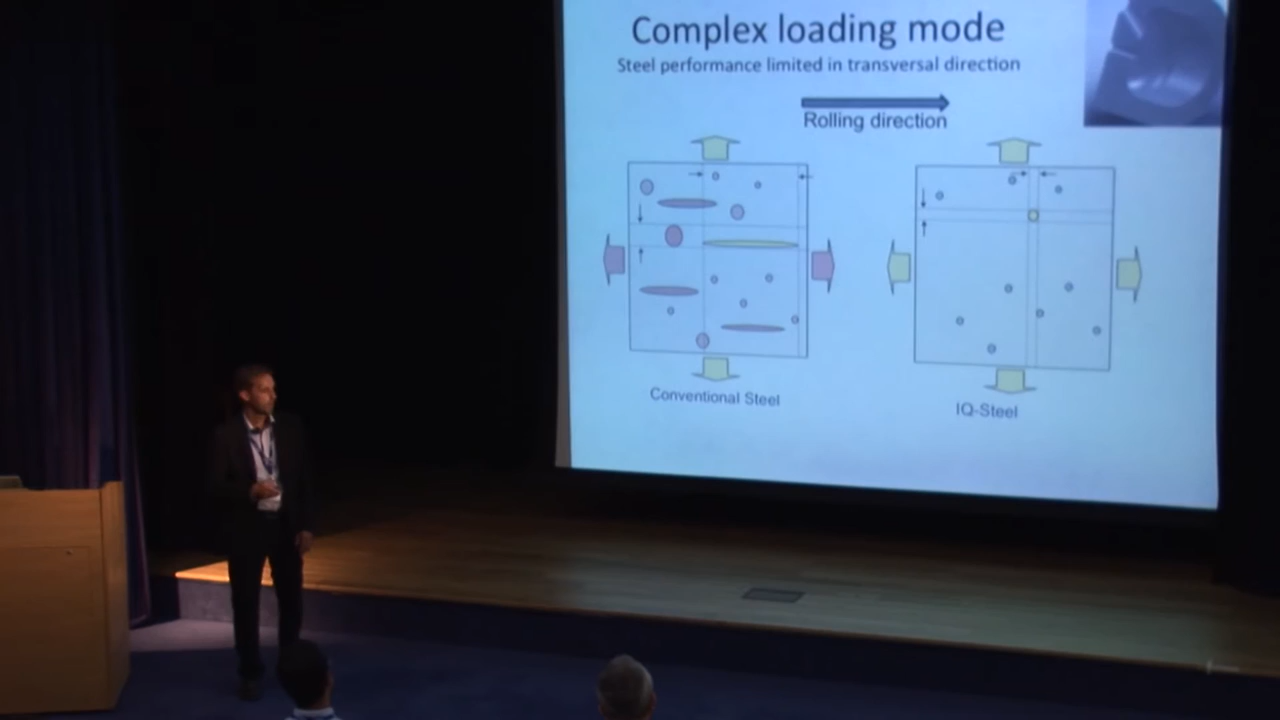 Complex loading mode
Steel performance limited in transversal direction
Rolling direction
Conventional Steel
IQ-Steel